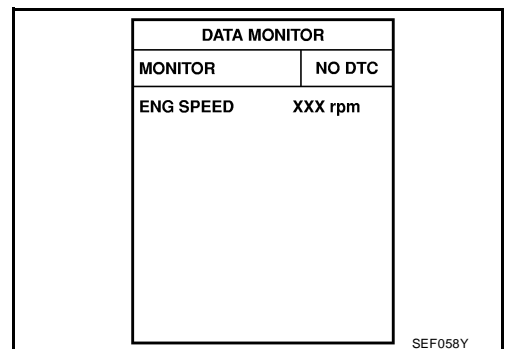 DATA MONITOR
MONITOR NO DTC
ENG SPEED XXX rpm
SEF058Y